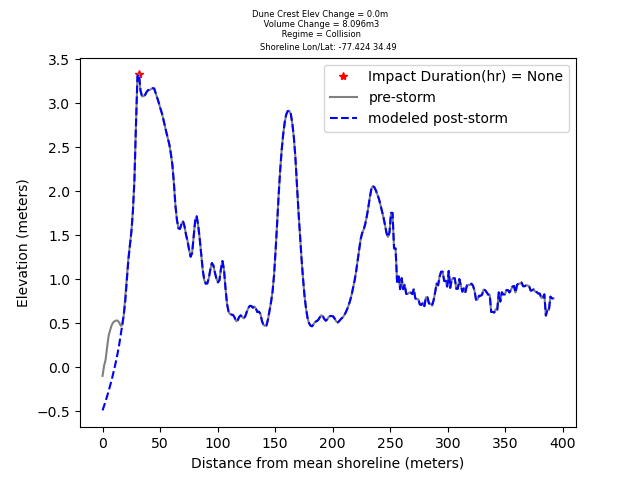 Dune Crest Elev Change = 0.0m
Volume Change = 8.096m3
Regime = Collision
Shoreline Lon/Lat: -77.424 34.49
Impact Duration(hr) = None
pre-storm
modeled post-storm
Elevation (meters)
3.5
3.0
2.5
2.0
1.5
1.0
0.5
0.0
−0.5
0 50 100 150 200 250 300 350 400
Distance from mean shoreline (meters)